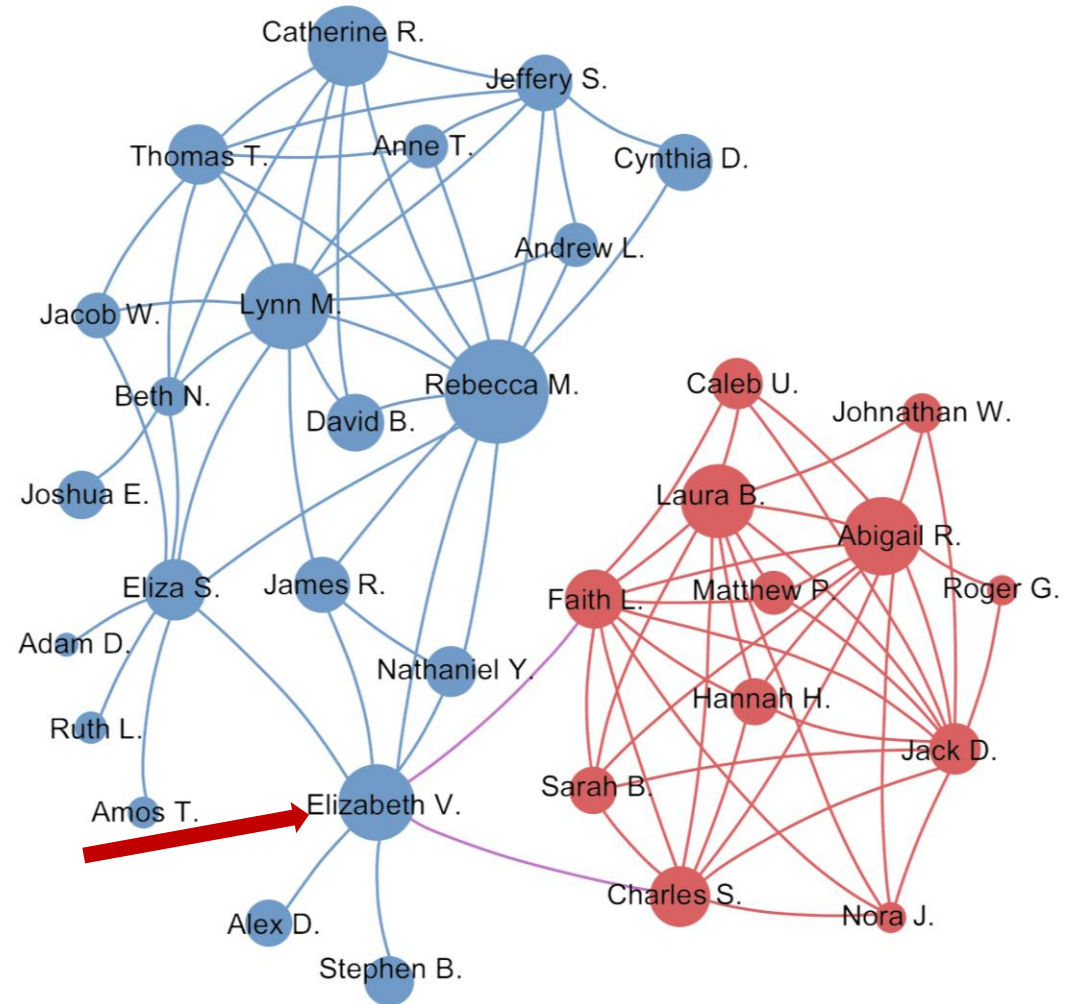 Catherine R.
Jeffery S.
Thomas T.
Anne T.
Cynthia D.
Andrew L.
Jacob W.
Lynn M.
Beth N.
David B.
Rebecca M.
Caleb U.
Johnathan W.
Joshua E.
Laura B.
Abigail R.
Eliza S.
James R.
Faith L.
Matthew P.
Roger G.
Adam D.
Nathaniel Y.
Hannah H.
Ruth L.
Jack D.
Sarah B.
Amos T.
Elizabeth V.
Charles S.
Nora J.
Alex D.
Stephen B.